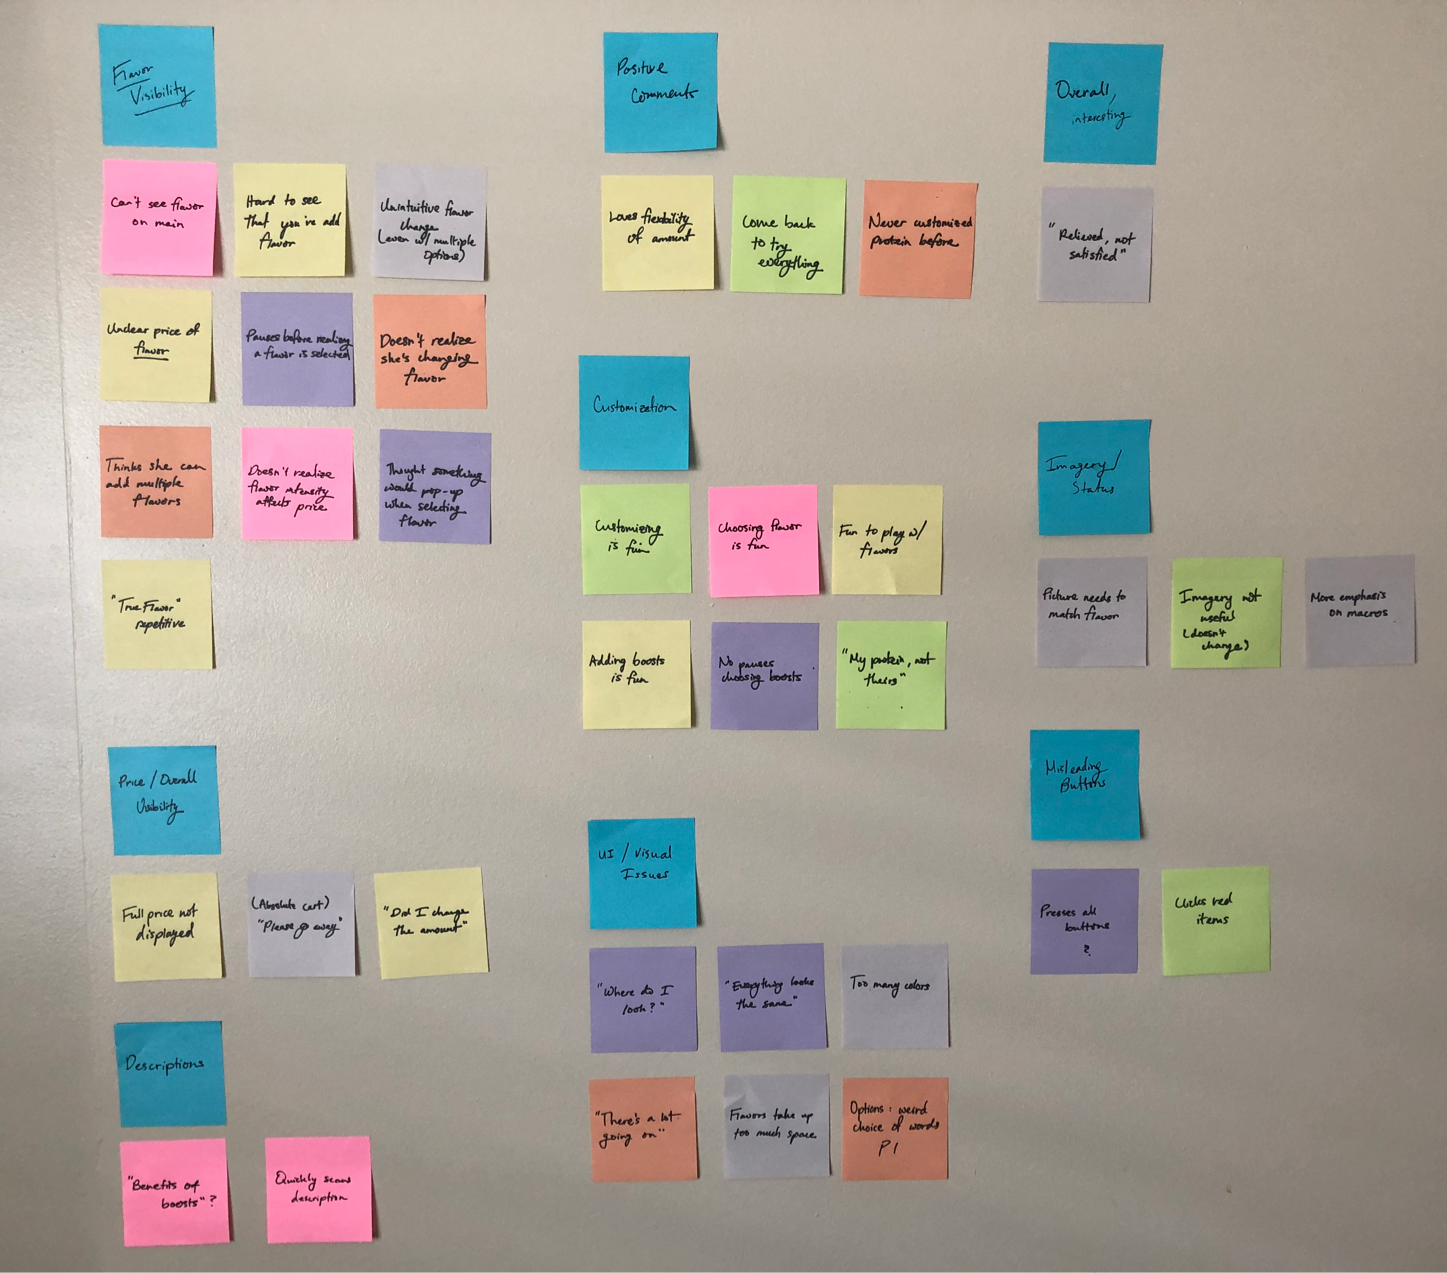 Flavor
Visibility
Can't see flavor
on main
Hard to see
that you've add
flavor
Unintuitive flavor
change
(even w/ multiple
options)
Unclear price of
flavor
Pauses before realizing
a flavor is selected
Doesn't realize
she's changing
flavor
Thinks she can
add multiple
flavors
Doesn't realize
flavor intensity
affects price
Thought something
would pop-up
when selecting
flavor
"True Flavor"
repetitive
Price / Overall
Visibility
Full price not
displayed
(Absolute cart)
"Please go away"
"Did I change
the amount"
Descriptions
"Benefits of
boosts"?
Quickly scans
description
Positive
Comments
Loves flexibility
of amount
Come back
to try
everything
Never customized
protein before
Customization
Customizing
is fun
Choosing flavor
is fun
Fun to play w/
flavors
Adding boosts
is fun
No pauses
choosing boosts
"My protein, not
theirs"
UI / Visual
Issues
"Where do I
look?"
"Everything looks
the same"
Too many colors
"There's a lot
going on"
Flavors take up
too much space
Options: weird
choice of words
P1
Overall,
interesting
"Relieved, not
satisfied"
Imagery/
Status
Picture needs to
match flavor
Imagery not
useful
(doesn't
change)
More emphasis
on macros
Misleading
Buttons
Presses all
buttons
?
Clicks red
items